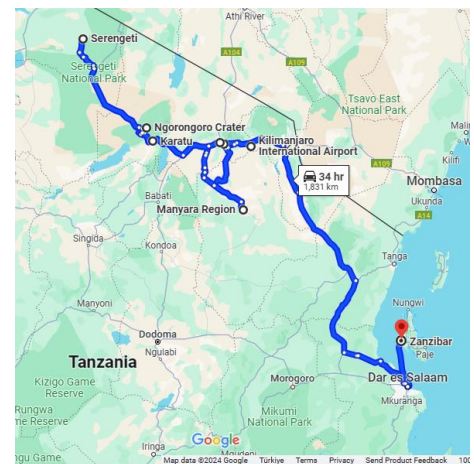 Athi River
A104
A109
Serengeti
Serengeti
National Park
Tsavo East
National Park
Ngorongoro Crater
Karatu
Kilimanjaro
International Airport
34 hr
1,831 km
A109
Kilifi
Mombasa
Ukunda
A14
Babati
Manyara Region
Singida
Kondoa
Tanga
Manyoni
Nungwi
Dodoma
Ngulabi
Zanzibar
Paje
Tanzania
Dar es Salaam
Morogoro
Mkuranga
Kizigo Game
Reserve
Mikumi
National Park
Rungwa
Game
Reserve
Iringa
Google
Map data ©2024 Google
Türkiye
Terms
Privacy
Send Product Feedback